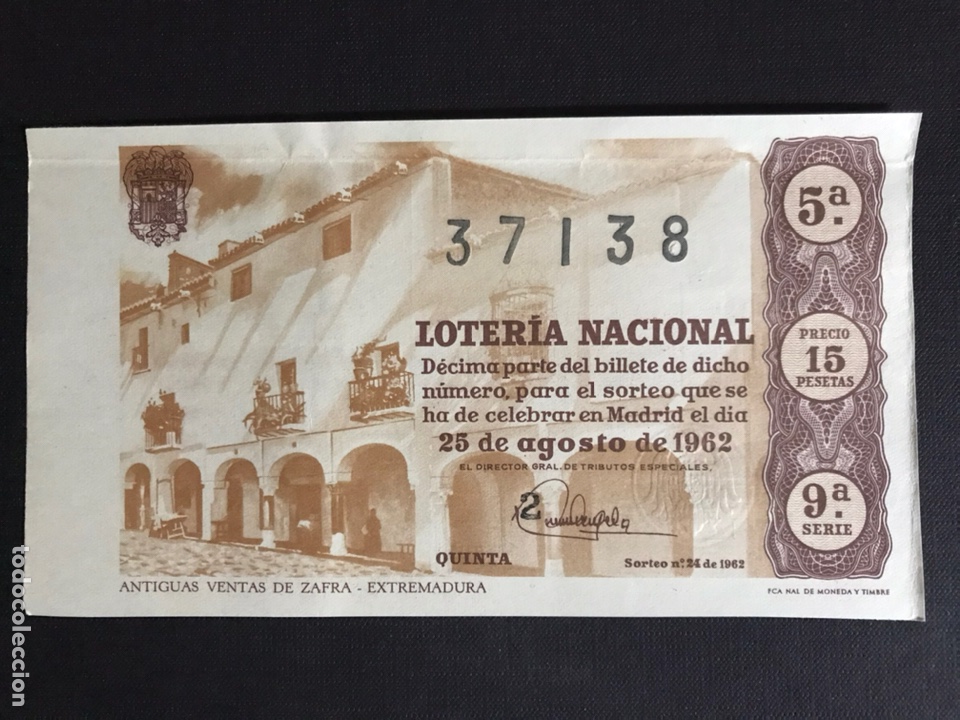 37138
5ª.
LOTERÍA NACIONAL
Décima parte del billete de dicho
número, para el sorteo que se
ha de celebrar en Madrid el dia
25 de agosto de 1962
EL DIRECTOR GRAL. DE TRIBUTOS ESPECIALES,
2
PRECIO
15
PESETAS
9ª.
SERIE
QUINTA
Sorteo nº. 24 de 1962
ANTIGUAS VENTAS DE ZAFRA - EXTREMADURA
FCA NAL DE MONEDA Y TIMBRE
todocoleccion